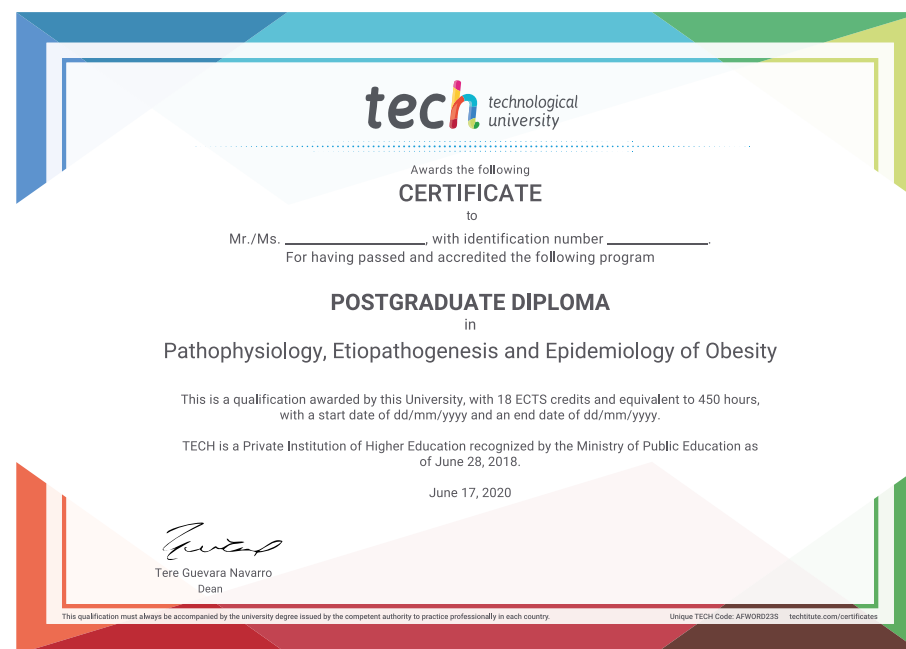 tech technological
university
Awards the following
CERTIFICATE
to
Mr./Ms. ____________, with identification number ____________.
For having passed and accredited the following program
POSTGRADUATE DIPLOMA
in
Pathophysiology, Etiopathogenesis and Epidemiology of Obesity
This is a qualification awarded by this University, with 18 ECTS credits and equivalent to 450 hours,
with a start date of dd/mm/yyyy and an end date of dd/mm/yyyy.
TECH is a Private Institution of Higher Education recognized by the Ministry of Public Education as
of June 28, 2018.
June 17, 2020
Tere Guevara Navarro
Dean
This qualification must always be accompanied by the university degree issued by the competent authority to practice professionally in each country.
Unique TECH Code: AFWORD23S techtitute.com/certificates